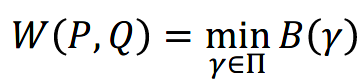 W(P, Q) = min B(γ)
γ∈Π